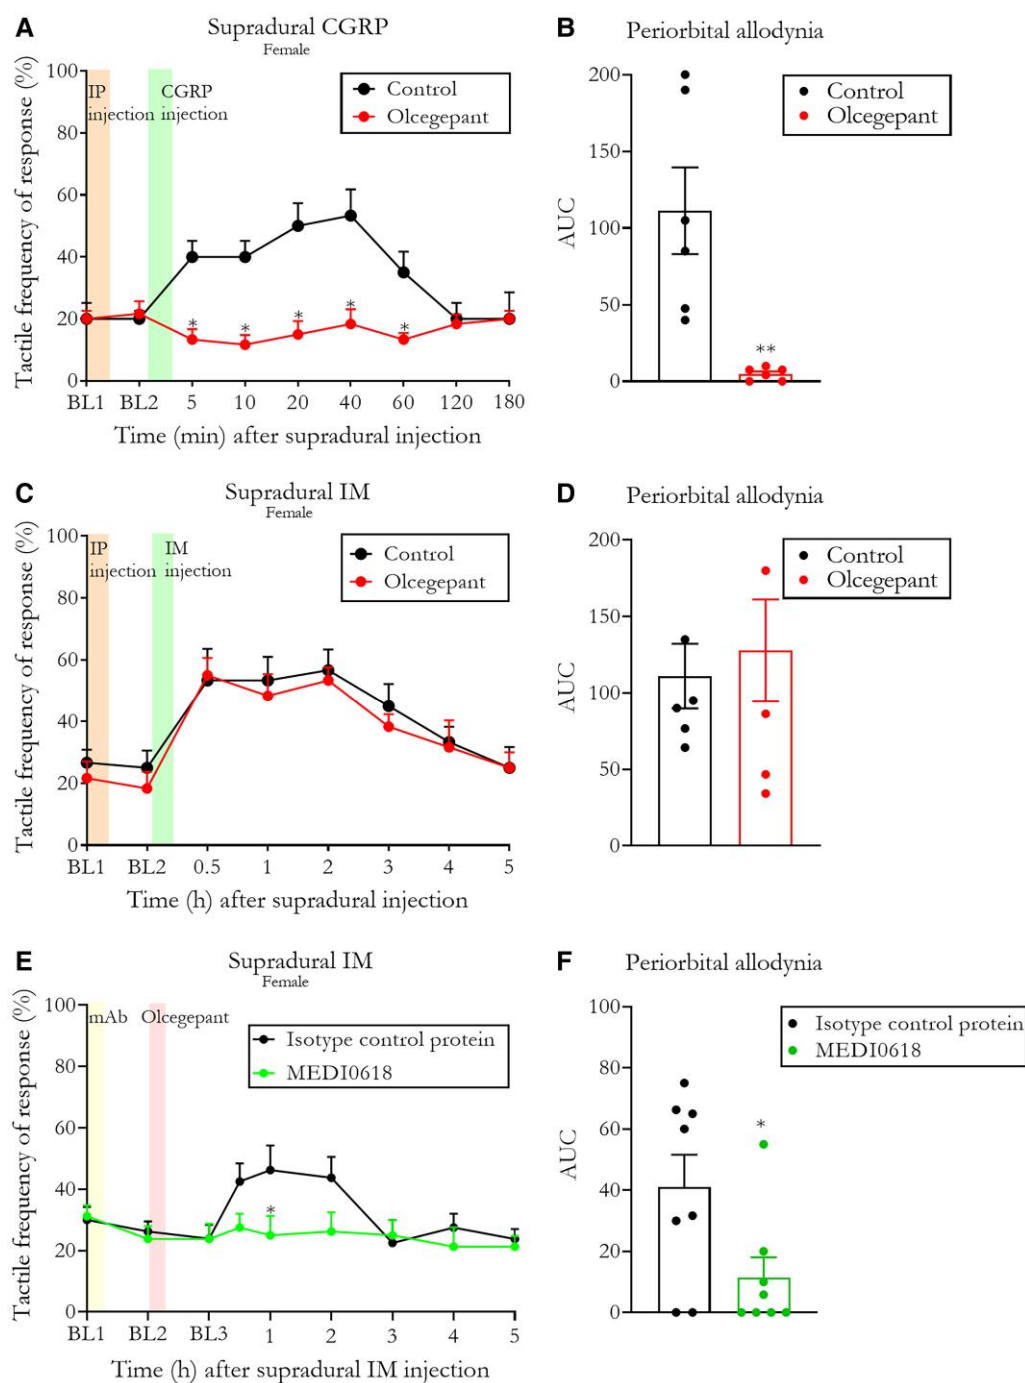 A
Supradural CGRP
Female
Tactile frequency of response (%)
100
80
60
40
20
0
IP
injection
CGRP
injection
Control
Olcegepant
*
*
*
*
*
BL1 BL2 5 10 20 40 60 120 180
Time (min) after supradural injection
B
Periorbital allodynia
AUC
200
150
100
50
0
Control
Olcegepant
**
C
Supradural IM
Female
Tactile frequency of response (%)
100
80
60
40
20
0
IP
injection
IM
injection
Control
Olcegepant
BL1 BL2 0.5 1 2 3 4 5
Time (h) after supradural injection
D
Periorbital allodynia
AUC
200
150
100
50
0
Control
Olcegepant
E
Supradural IM
Female
Tactile frequency of response (%)
100
80
60
40
20
0
mAb
Olcegepant
Isotype control protein
MEDI0618
*
BL1 BL2 BL3 1 2 3 4 5
Time (h) after supradural IM injection
F
Periorbital allodynia
AUC
100
80
60
40
20
0
Isotype control protein
MEDI0618
*